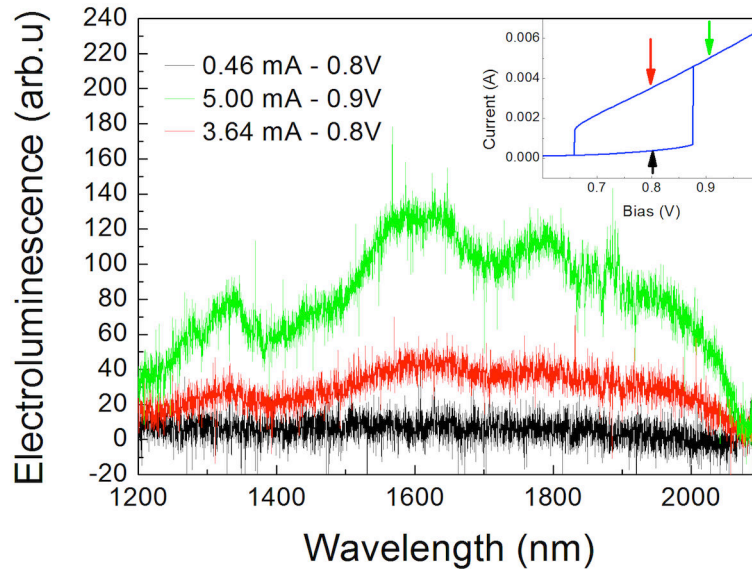 Electroluminescence (arb.u)
240
220
200
180
160
140
120
100
80
60
40
20
0
-20
0.46 mA - 0.8V
5.00 mA - 0.9V
3.64 mA - 0.8V
Current (A)
0.006
0.004
0.002
0.000
0.7 0.8 0.9
Bias (V)
1200 1400 1600 1800 2000
Wavelength (nm)